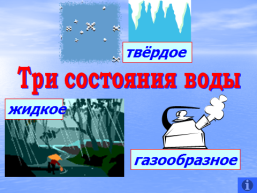 твёрдое
Три состояния воды
жидкое
газообразное